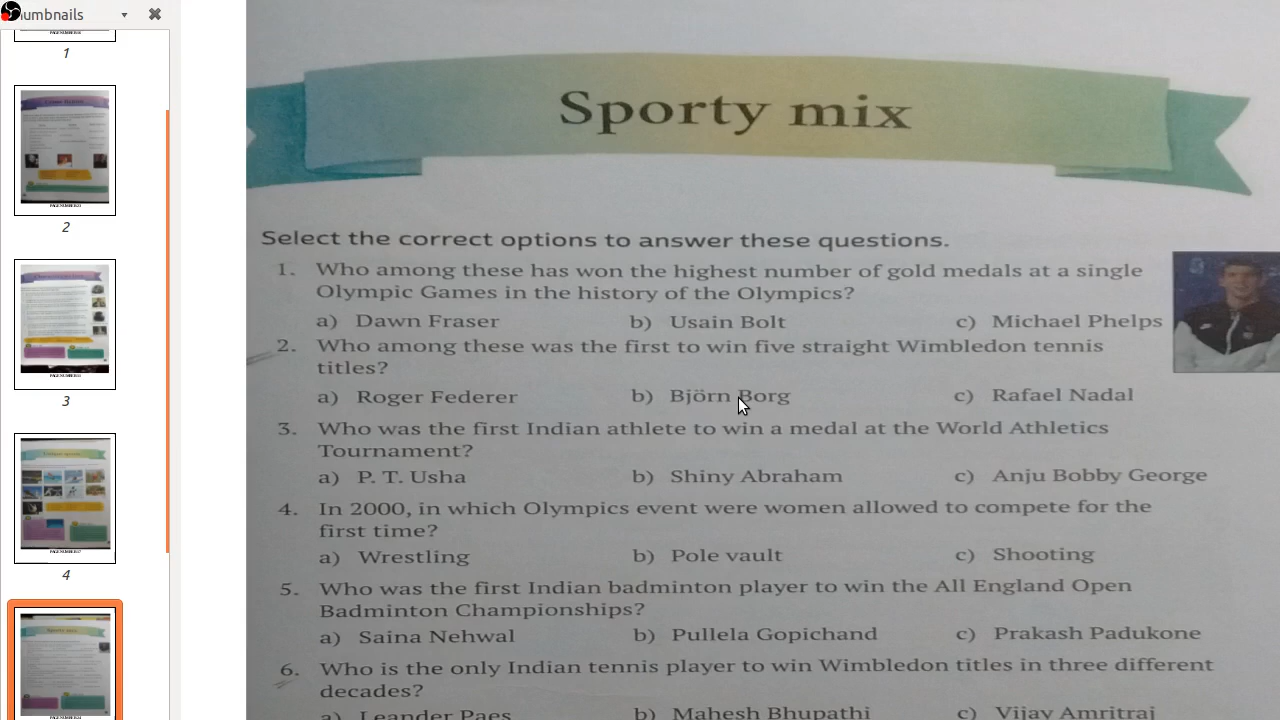 umbnails
1
2
3
4
Sporty mix
Select the correct options to answer these questions.
1. Who among these has won the highest number of gold medals at a single
Olympic Games in the history of the Olympics?
a) Dawn Fraser b) Usain Bolt c) Michael Phelps
2. Who among these was the first to win five straight Wimbledon tennis
titles?
a) Roger Federer b) Björn Borg c) Rafael Nadal
3. Who was the first Indian athlete to win a medal at the World Athletics
Tournament?
a) P. T. Usha b) Shiny Abraham c) Anju Bobby George
4. In 2000, in which Olympics event were women allowed to compete for the
first time?
a) Wrestling b) Pole vault c) Shooting
5. Who was the first Indian badminton player to win the All England Open
Badminton Championships?
a) Saina Nehwal b) Pullela Gopichand c) Prakash Padukone
6. Who is the only Indian tennis player to win Wimbledon titles in three different
decades?
a) Leander Paes b) Mahesh Bhupathi c) Vijay Amritraj